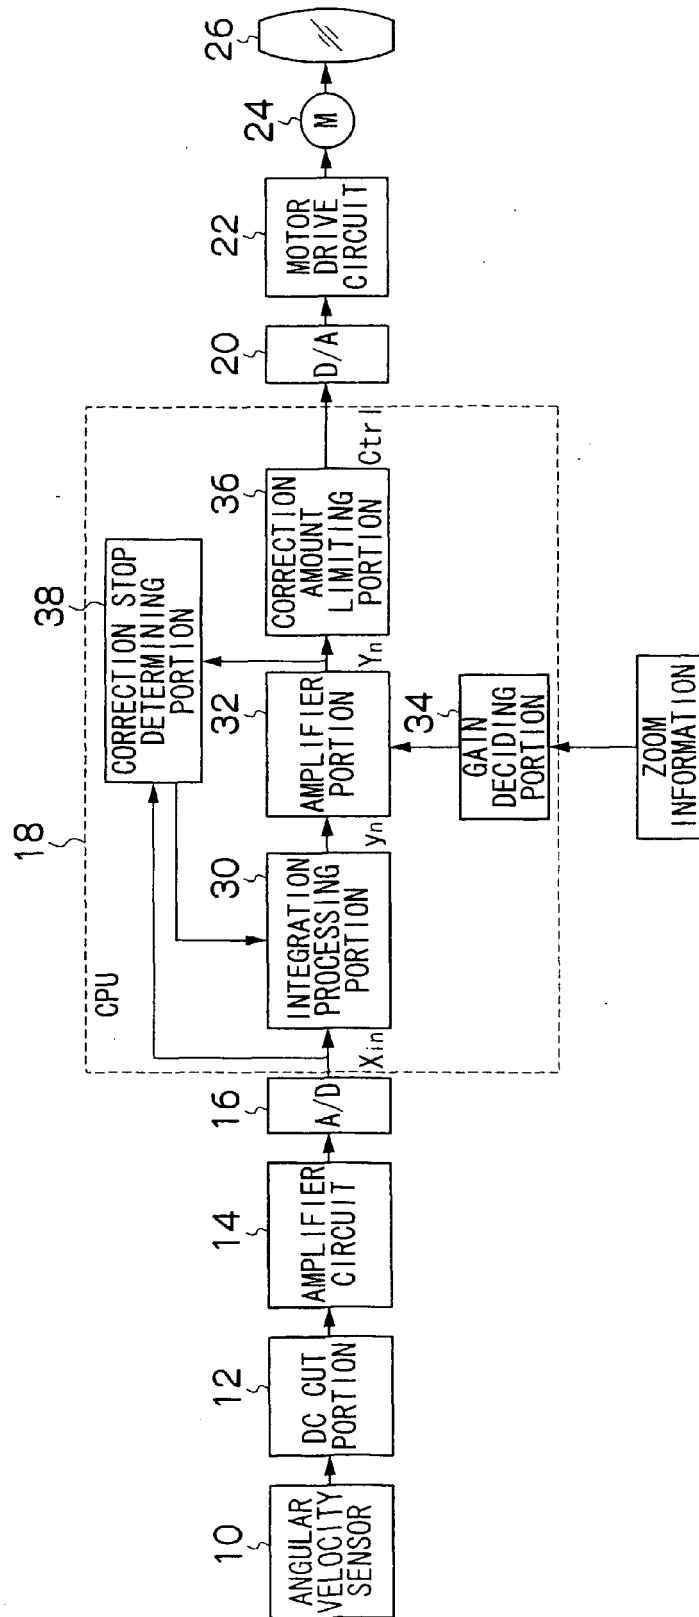 10
ANGULAR
VELOCITY
SENSOR
12
DC CUT
PORTION
14
AMPLIFIER
CIRCUIT
16
A/D
18
CPU
Xin
30
INTEGRATION
PROCESSING
PORTION
yn
32
AMPLIFIER
PORTION
Yn
34
GAIN
DECIDING
PORTION
ZOOM
INFORMATION
38
CORRECTION STOP
DETERMINING
PORTION
36
CORRECTION
AMOUNT
LIMITING
PORTION
Ctrl
20
D/A
22
MOTOR
DRIVE
CIRCUIT
24
M
26